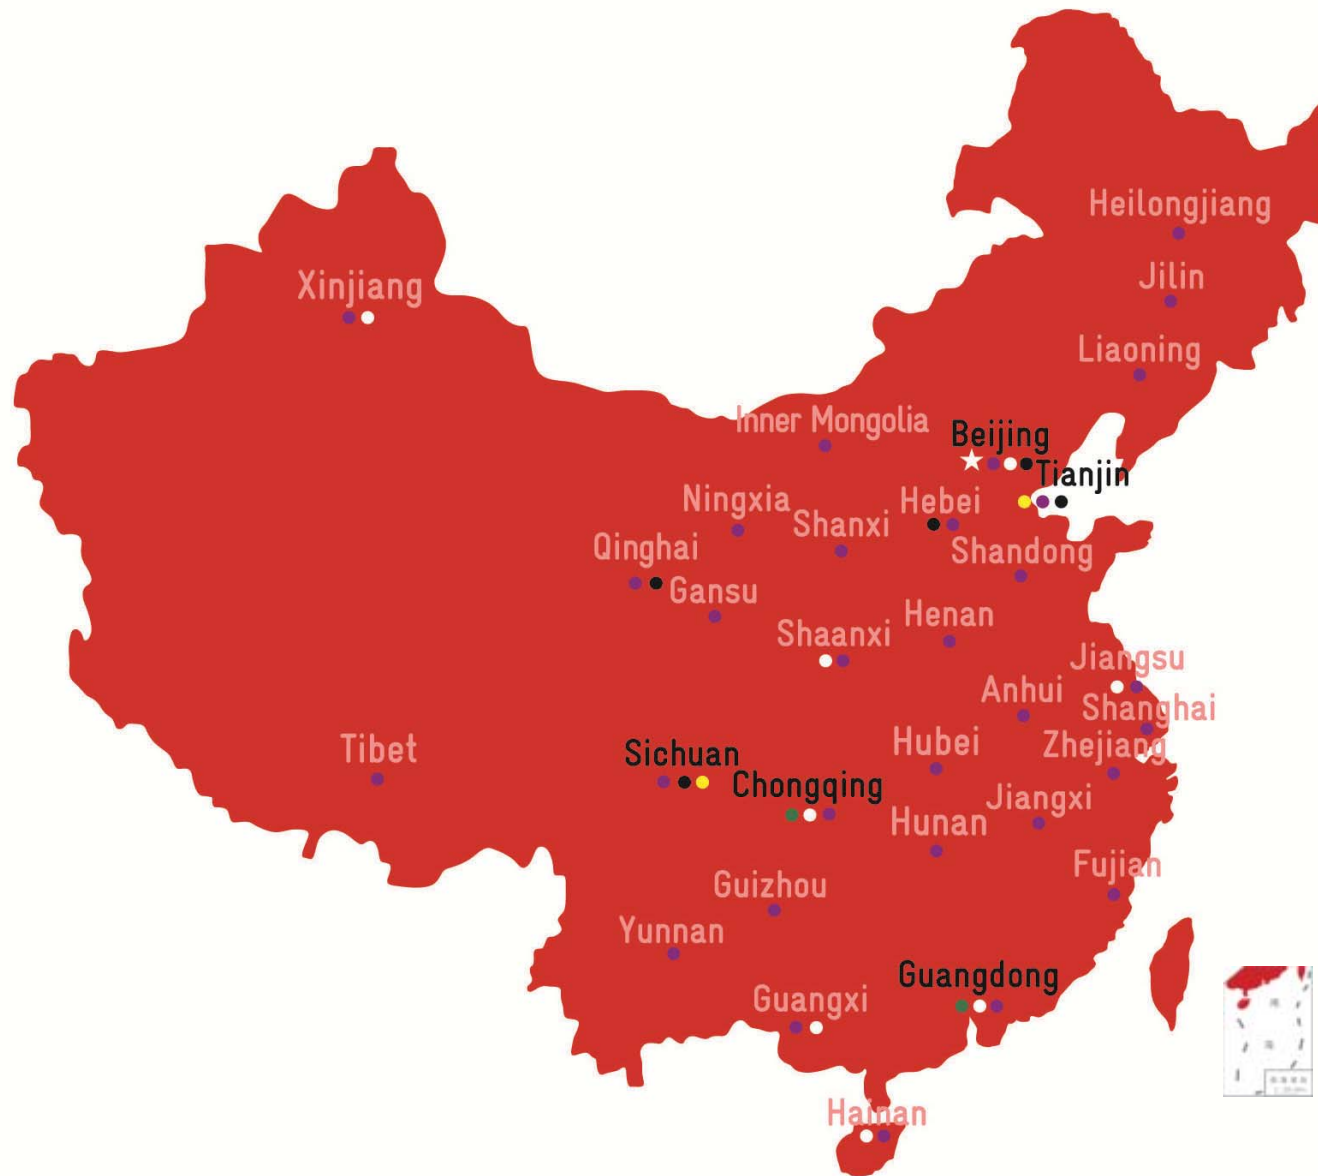 Heilongjiang
Jilin
Xinjiang
Liaoning
Inner Mongolia
Beijing
Tianjin
Ningxia
Hebei
Shanxi
Qinghai
Shandong
Gansu
Henan
Shaanxi
Jiangsu
Anhui
Shanghai
Tibet
Sichuan
Hubei
Zhejiang
Chongqing
Jiangxi
Hunan
Fujian
Guizhou
Yunnan
Guangdong
Guangxi
Hainan